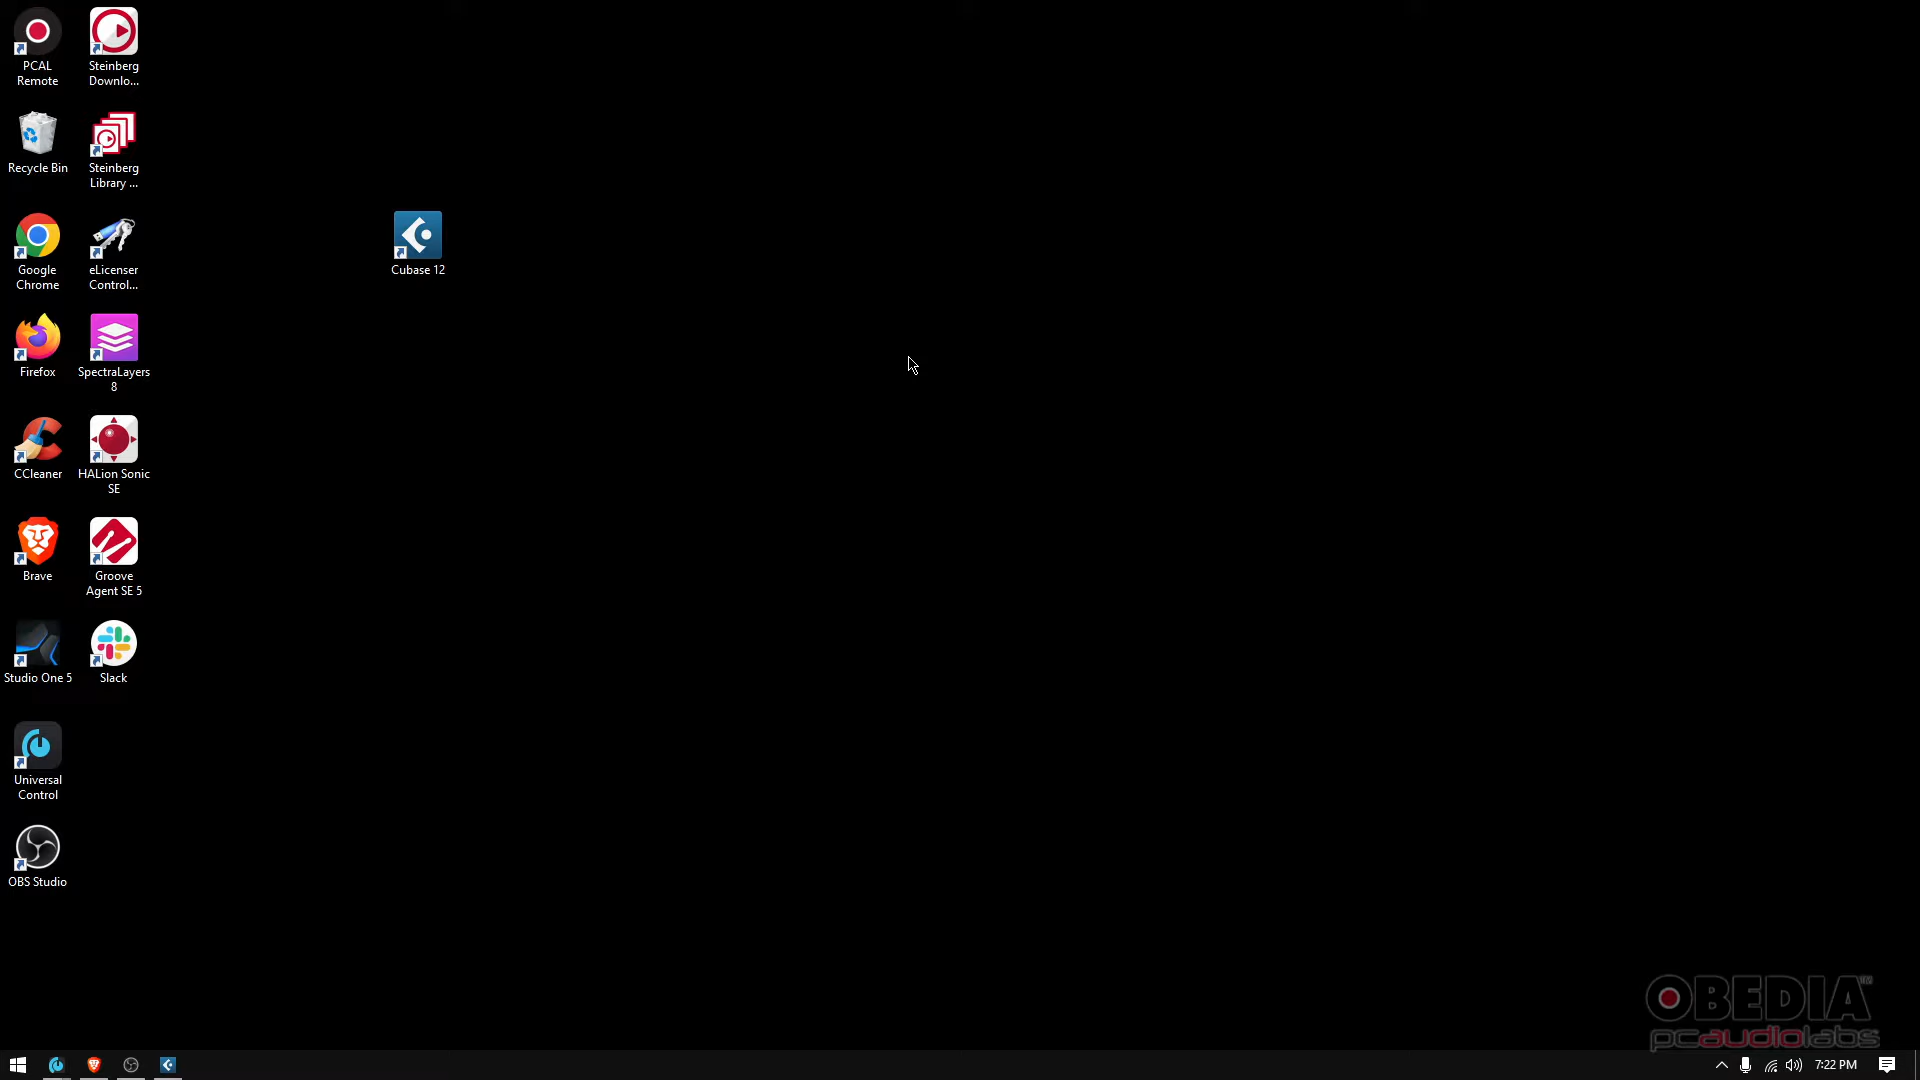 PCAL
Remote
Steinberg
Downlo...
Recycle Bin
Steinberg
Library ...
Google
Chrome
eLicenser
Control...
Cubase 12
Firefox
SpectraLayers
8
CCleaner
HALion Sonic
SE
Brave
Groove
Agent SE 5
Studio One 5
Slack
Universal
Control
OBS Studio
OBEDIA™
pcaudiolabs
7:22 PM